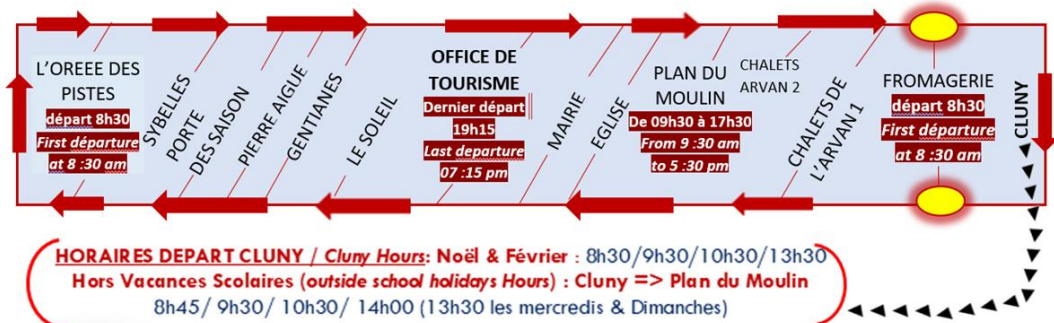 L'OREEE DES
PISTES
départ 8h30
First départure
at 8 :30 am
SYBELLES
PORTE
DES SAISON
PIERRE AIGUE
GENTIANES
LE SOLEIL
OFFICE DE
TOURISME
Dernier départ
19h15
Last departure
07 :15 pm
MAIRIE
EGLISE
PLAN DU
MOULIN
De 09h30 à 17h30
From 9 :30 am
to 5 :30 pm
CHALETS
ARVAN 2
CHALETS DE
L'ARVAN 1
FROMAGERIE
départ 8h30
First départure
at 8 :30 am
CLUNY
HORAIRES DEPART CLUNY / Cluny Hours: Noël & Février : 8h30/9h30/10h30/13h30
Hors Vacances Scolaires (outside school holidays Hours) : Cluny => Plan du Moulin
8h45/ 9h30/ 10h30/ 14h00 (13h30 les mercredis & Dimanches)